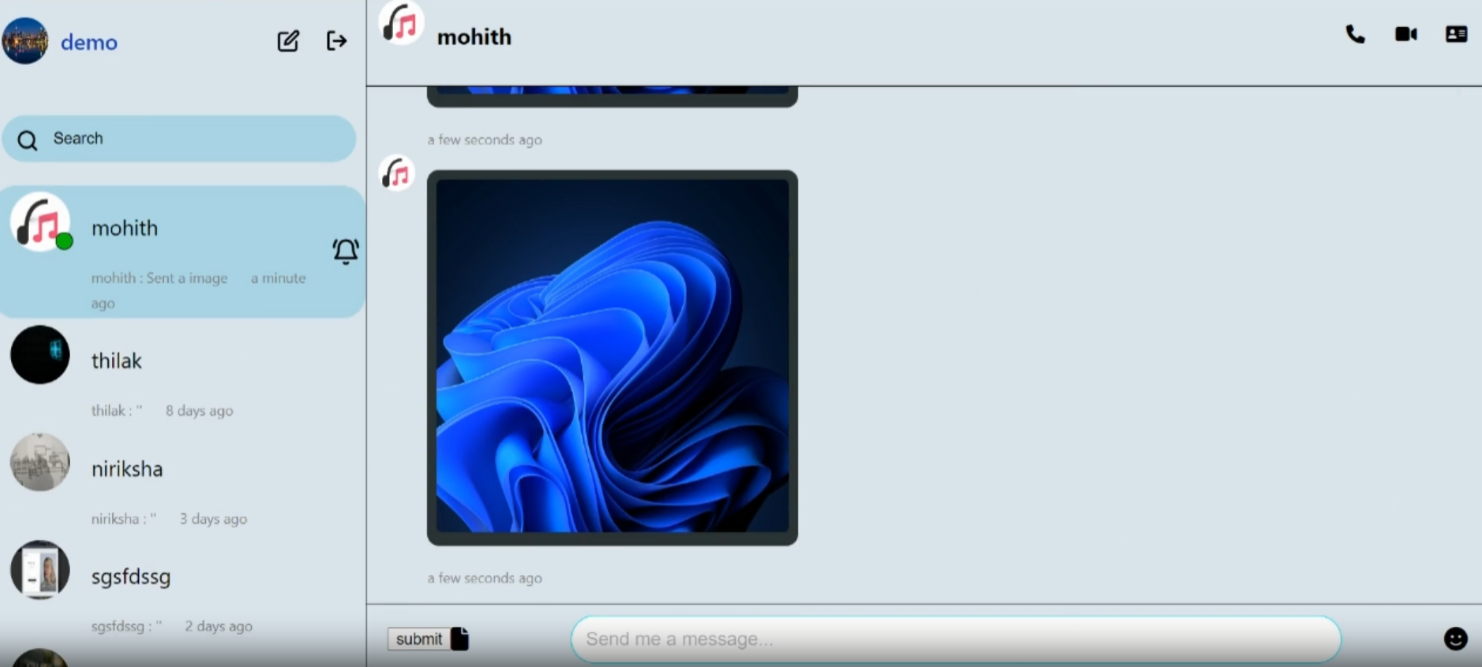 demo
Search
mohith
mohith : Sent a image a minute
ago
thilak
thilak : '' 8 days ago
niriksha
niriksha : '' 3 days ago
sgsfdssg
sgsfdssg : '' 2 days ago
mohith
a few seconds ago
a few seconds ago
submit
Send me a message...